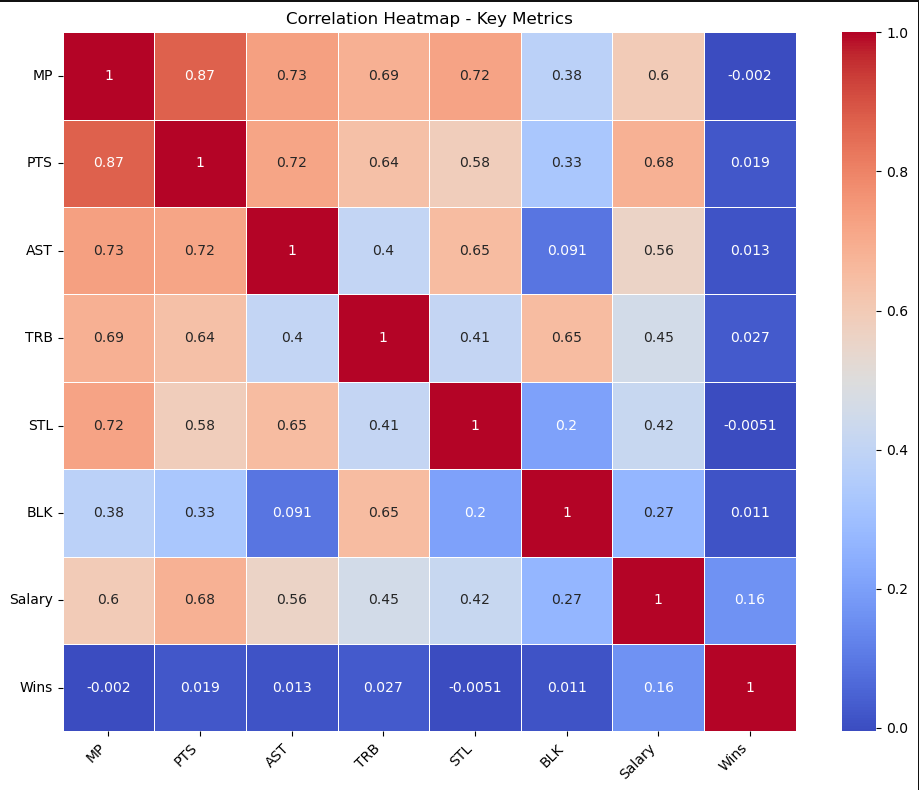 Correlation Heatmap - Key Metrics
MP 1 0.87 0.73 0.69 0.72 0.38 0.6 -0.002
PTS 0.87 1 0.72 0.64 0.58 0.33 0.68 0.019
AST 0.73 0.72 1 0.4 0.65 0.091 0.56 0.013
TRB 0.69 0.64 0.4 1 0.41 0.65 0.45 0.027
STL 0.72 0.58 0.65 0.41 1 0.2 0.42 -0.0051
BLK 0.38 0.33 0.091 0.65 0.2 1 0.27 0.011
Salary 0.6 0.68 0.56 0.45 0.42 0.27 1 0.16
Wins -0.002 0.019 0.013 0.027 -0.0051 0.011 0.16 1
MP PTS AST TRB STL BLK Salary Wins
1.0
0.8
0.6
0.4
0.2
0.0